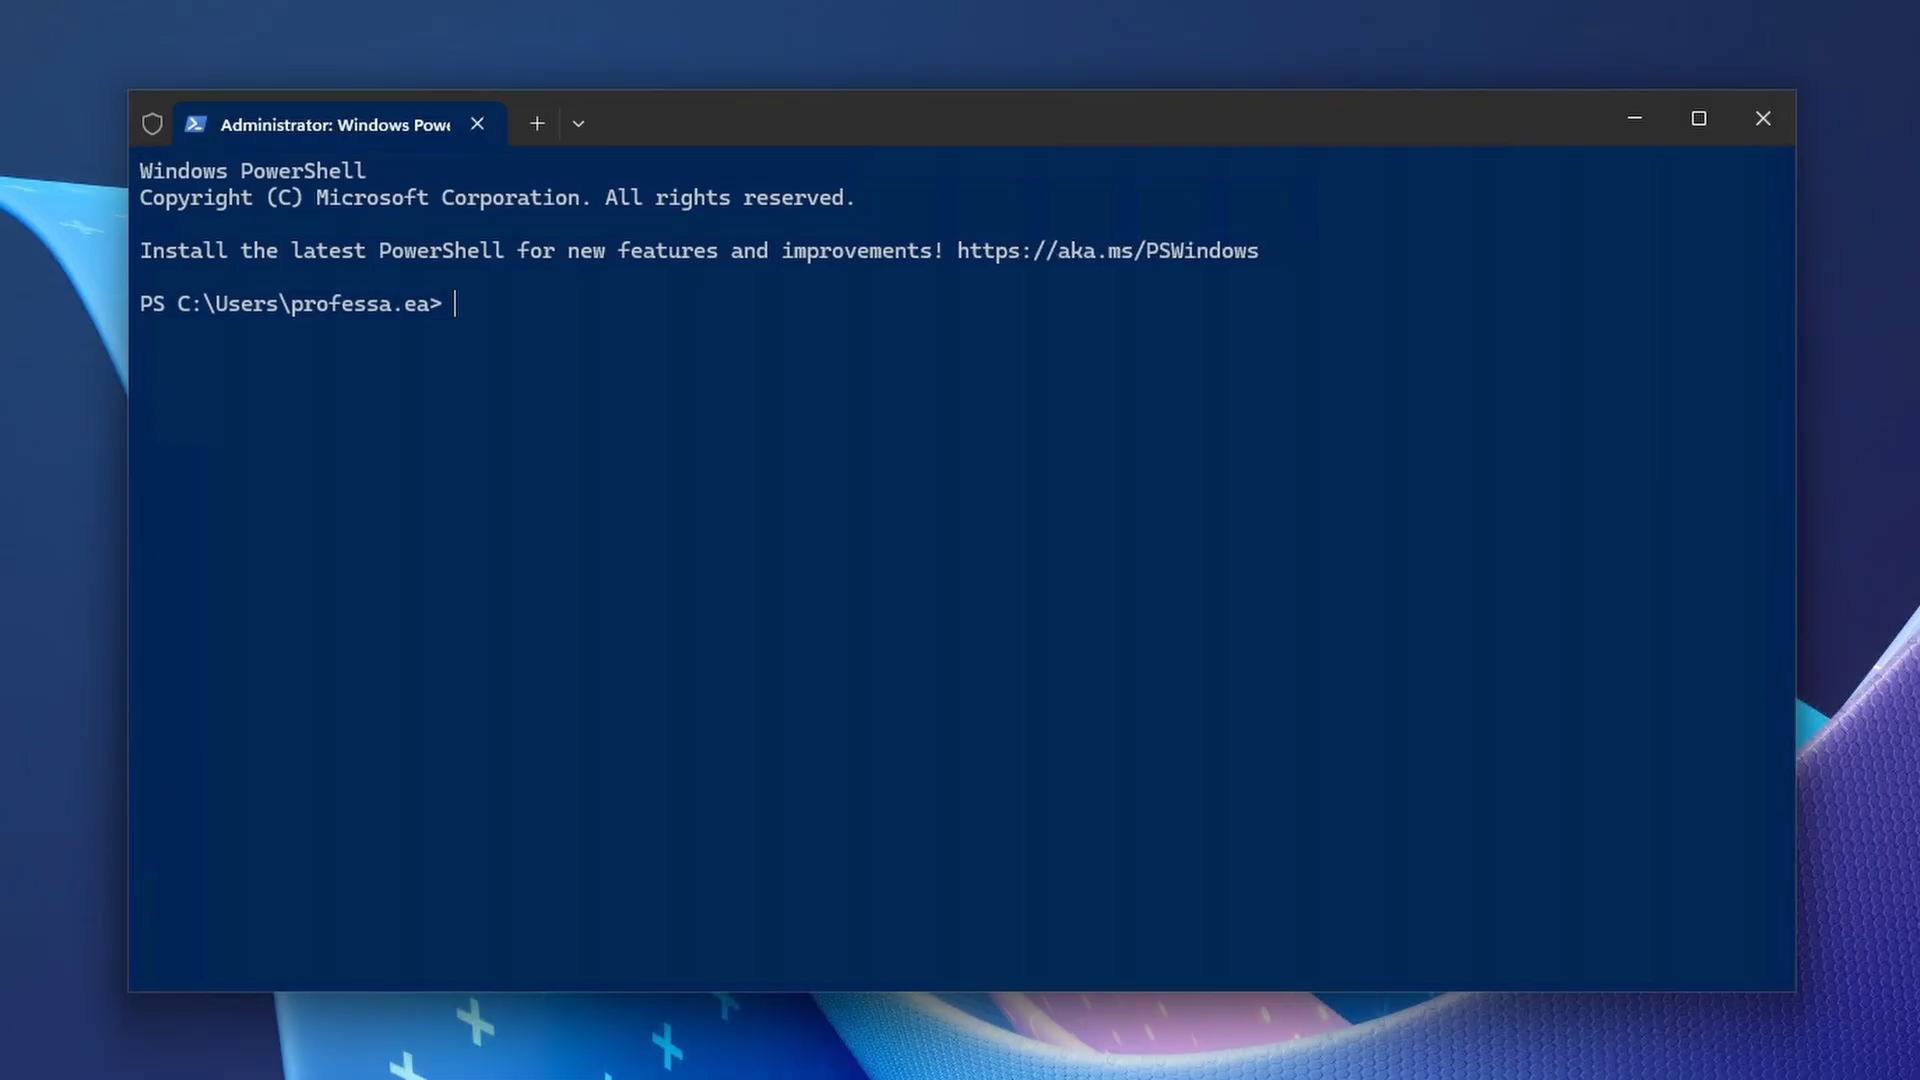 Administrator: Windows Powe
Windows PowerShell
Copyright (C) Microsoft Corporation. All rights reserved.
Install the latest PowerShell for new features and improvements! https://aka.ms/PSWindows
PS C:\Users\professa.ea>